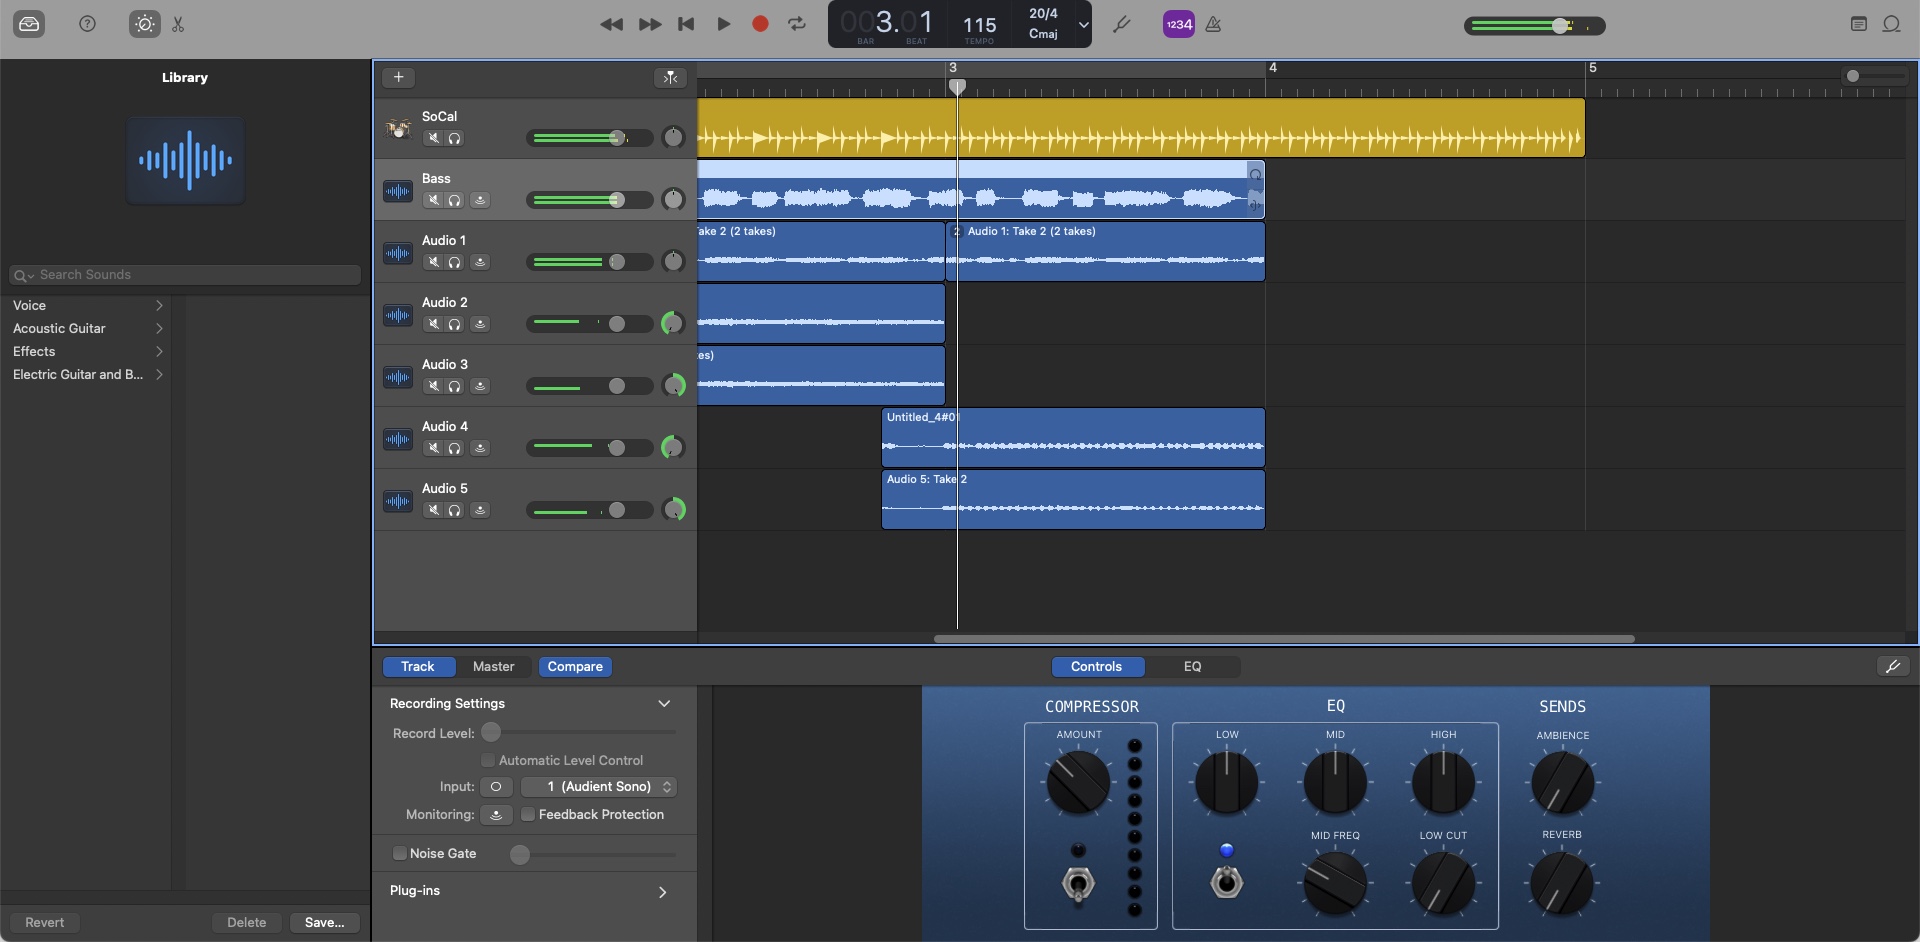 003.01
BAR BEAT
115
TEMPO
20/4
Cmaj
1234
Library
Search Sounds
Voice
Acoustic Guitar
Effects
Electric Guitar and B...
Revert
Delete
Save...
3
4
5
SoCal
Bass
Audio 1
Take 2 (2 takes)
2 Audio 1: Take 2 (2 takes)
Audio 2
Audio 3
es)
Audio 4
Untitled_4#01
Audio 5
Audio 5: Take 2
Track
Master
Compare
Controls
EQ
Recording Settings
Record Level:
Automatic Level Control
Input:
1 (Audient Sono)
Monitoring:
Feedback Protection
Noise Gate
Plug-ins
COMPRESSOR
AMOUNT
EQ
LOW
MID
HIGH
MID FREQ
LOW CUT
SENDS
AMBIENCE
REVERB